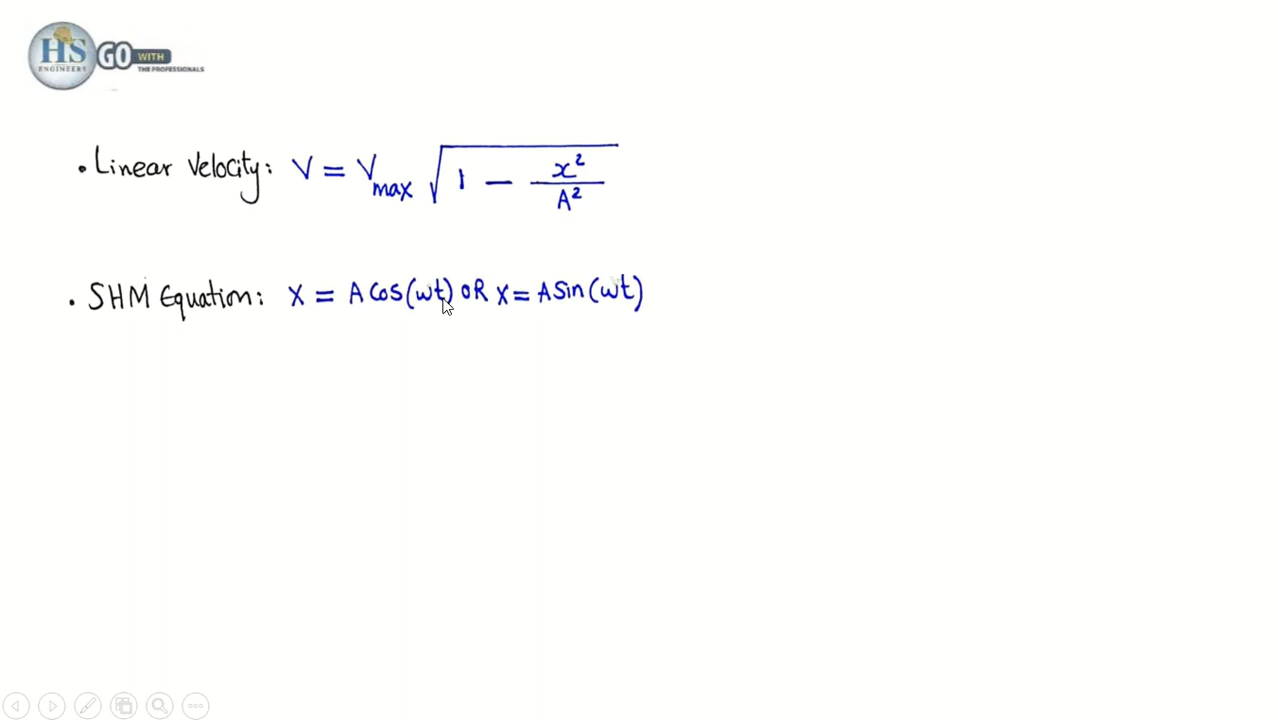 HS
ENGINEERS
GO WITH
THE PROFESSIONALS
• Linear Velocity: V = Vmax √(1 − x²/A²)
• SHM Equation: X = A Cos(ωt) OR X = A Sin(ωt)